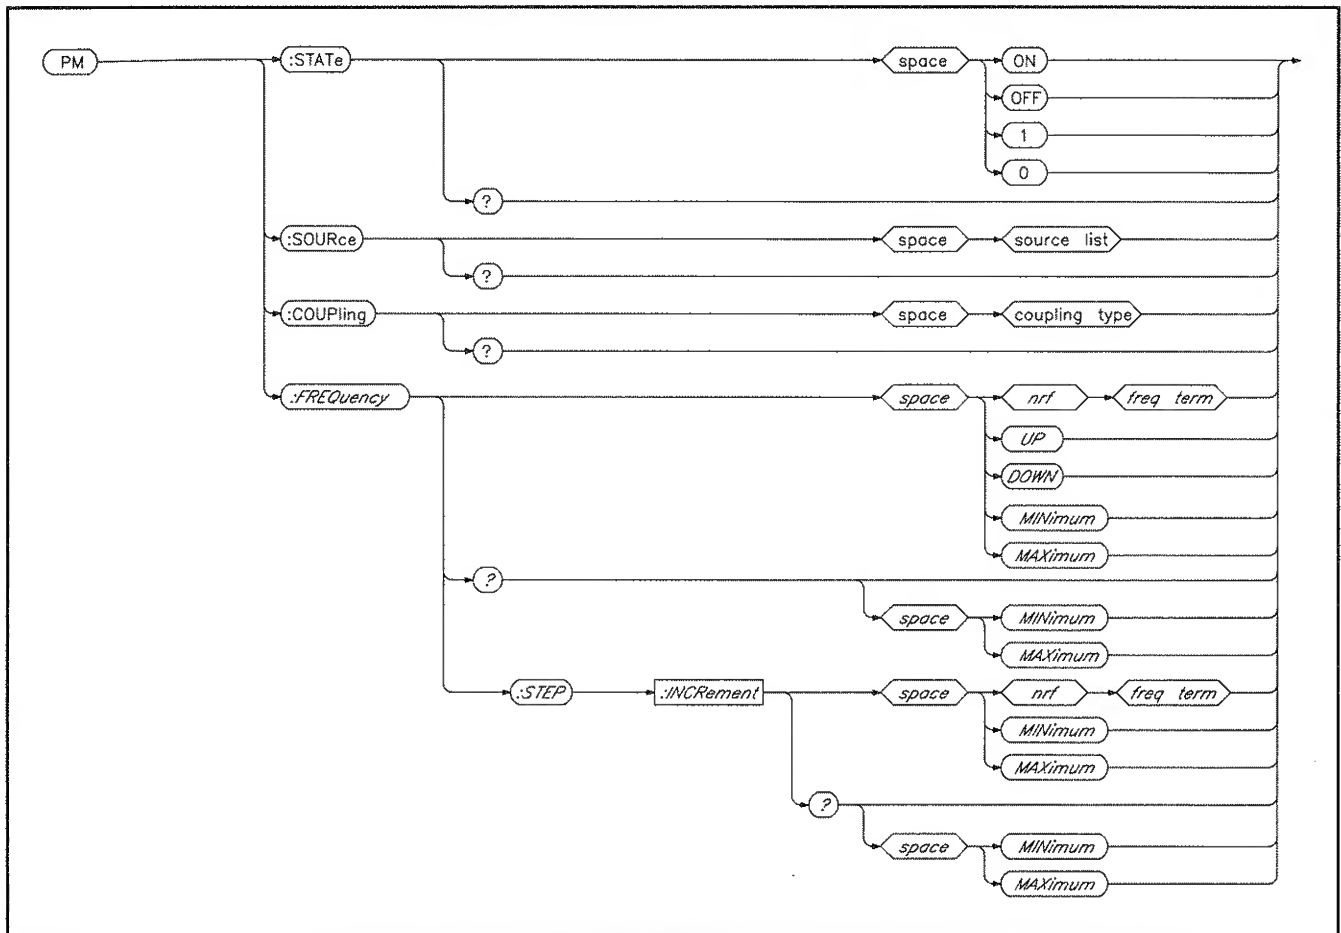 PM :STATe space ON
OFF
1
0
?
:SOURce space source list
?
:COUPling space coupling type
?
:FREQuency space nrf freq term
UP
DOWN
MINimum
MAXimum
?
space MINimum
MAXimum
:STEP :INCRement space nrf freq term
MINimum
MAXimum
?
space MINimum
MAXimum